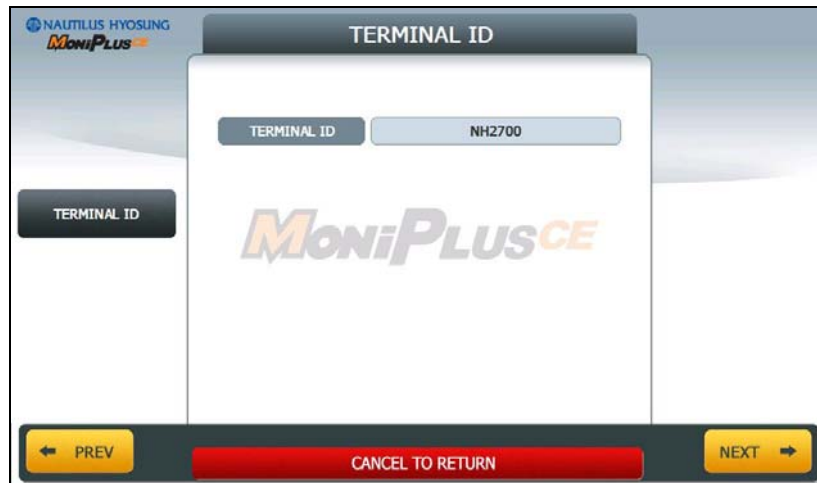 NAUTILUS HYOSUNG
MoniPlusCE
TERMINAL ID
TERMINAL ID NH2700
TERMINAL ID
MoniPlusCE
PREV
CANCEL TO RETURN
NEXT